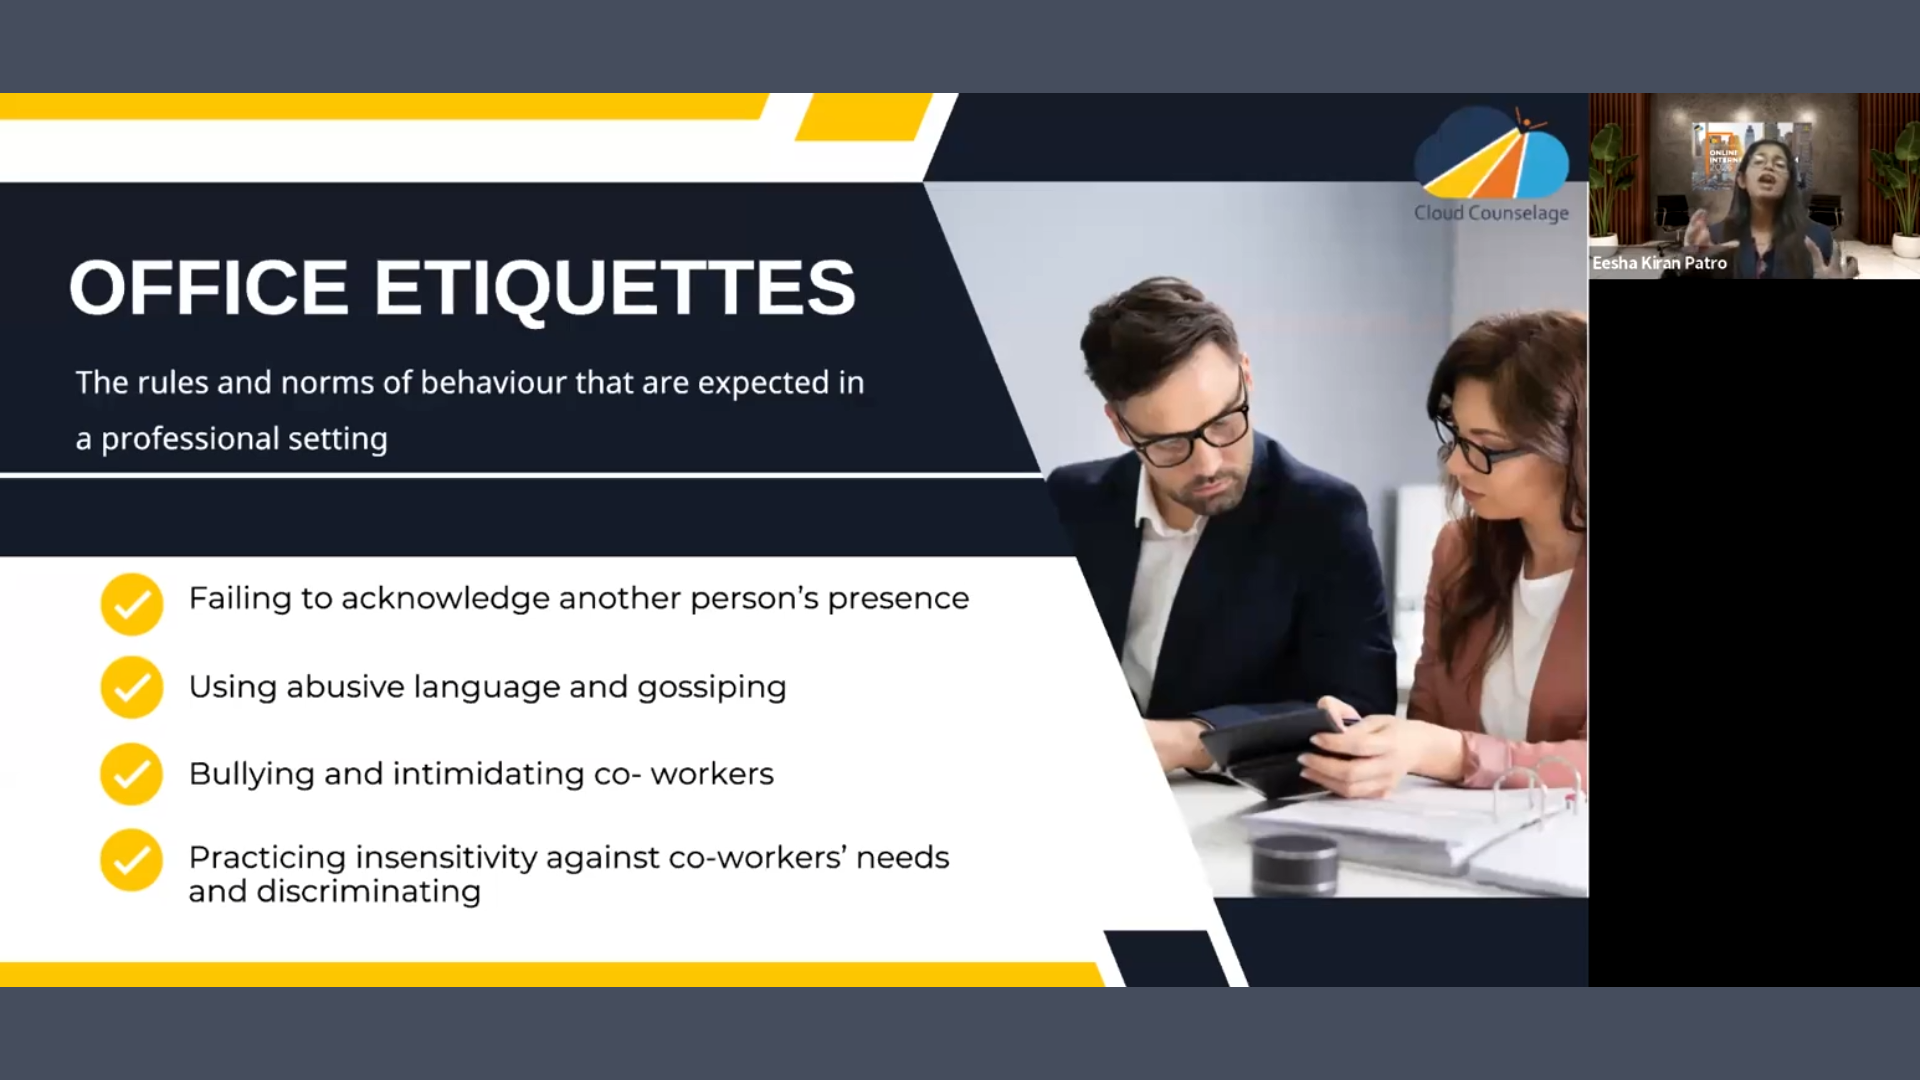 OFFICE ETIQUETTES
The rules and norms of behaviour that are expected in
a professional setting
Failing to acknowledge another person’s presence
Using abusive language and gossiping
Bullying and intimidating co- workers
Practicing insensitivity against co-workers’ needs
and discriminating
Cloud Counselage
ONLINE
Eesha Kiran Patro